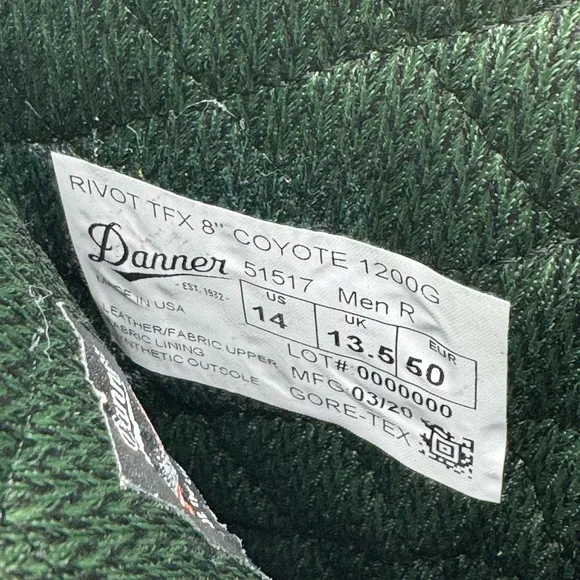 RIVOT TFX 8" COYOTE 1200G
Danner 51517 Men R
- EST. 1932 -
US UK EUR
14 13.5 50
MADE IN USA
LEATHER/FABRIC UPPER
FABRIC LINING
SYNTHETIC OUTSOLE
LOT# 0000000
MFG 03/20
GORE-TEX
Danner